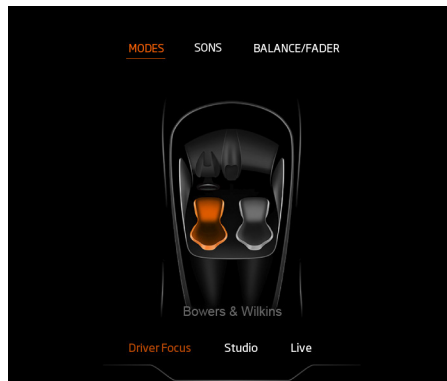 MODES SONS BALANCE/FADER
Bowers & Wilkins
Driver Focus Studio Live